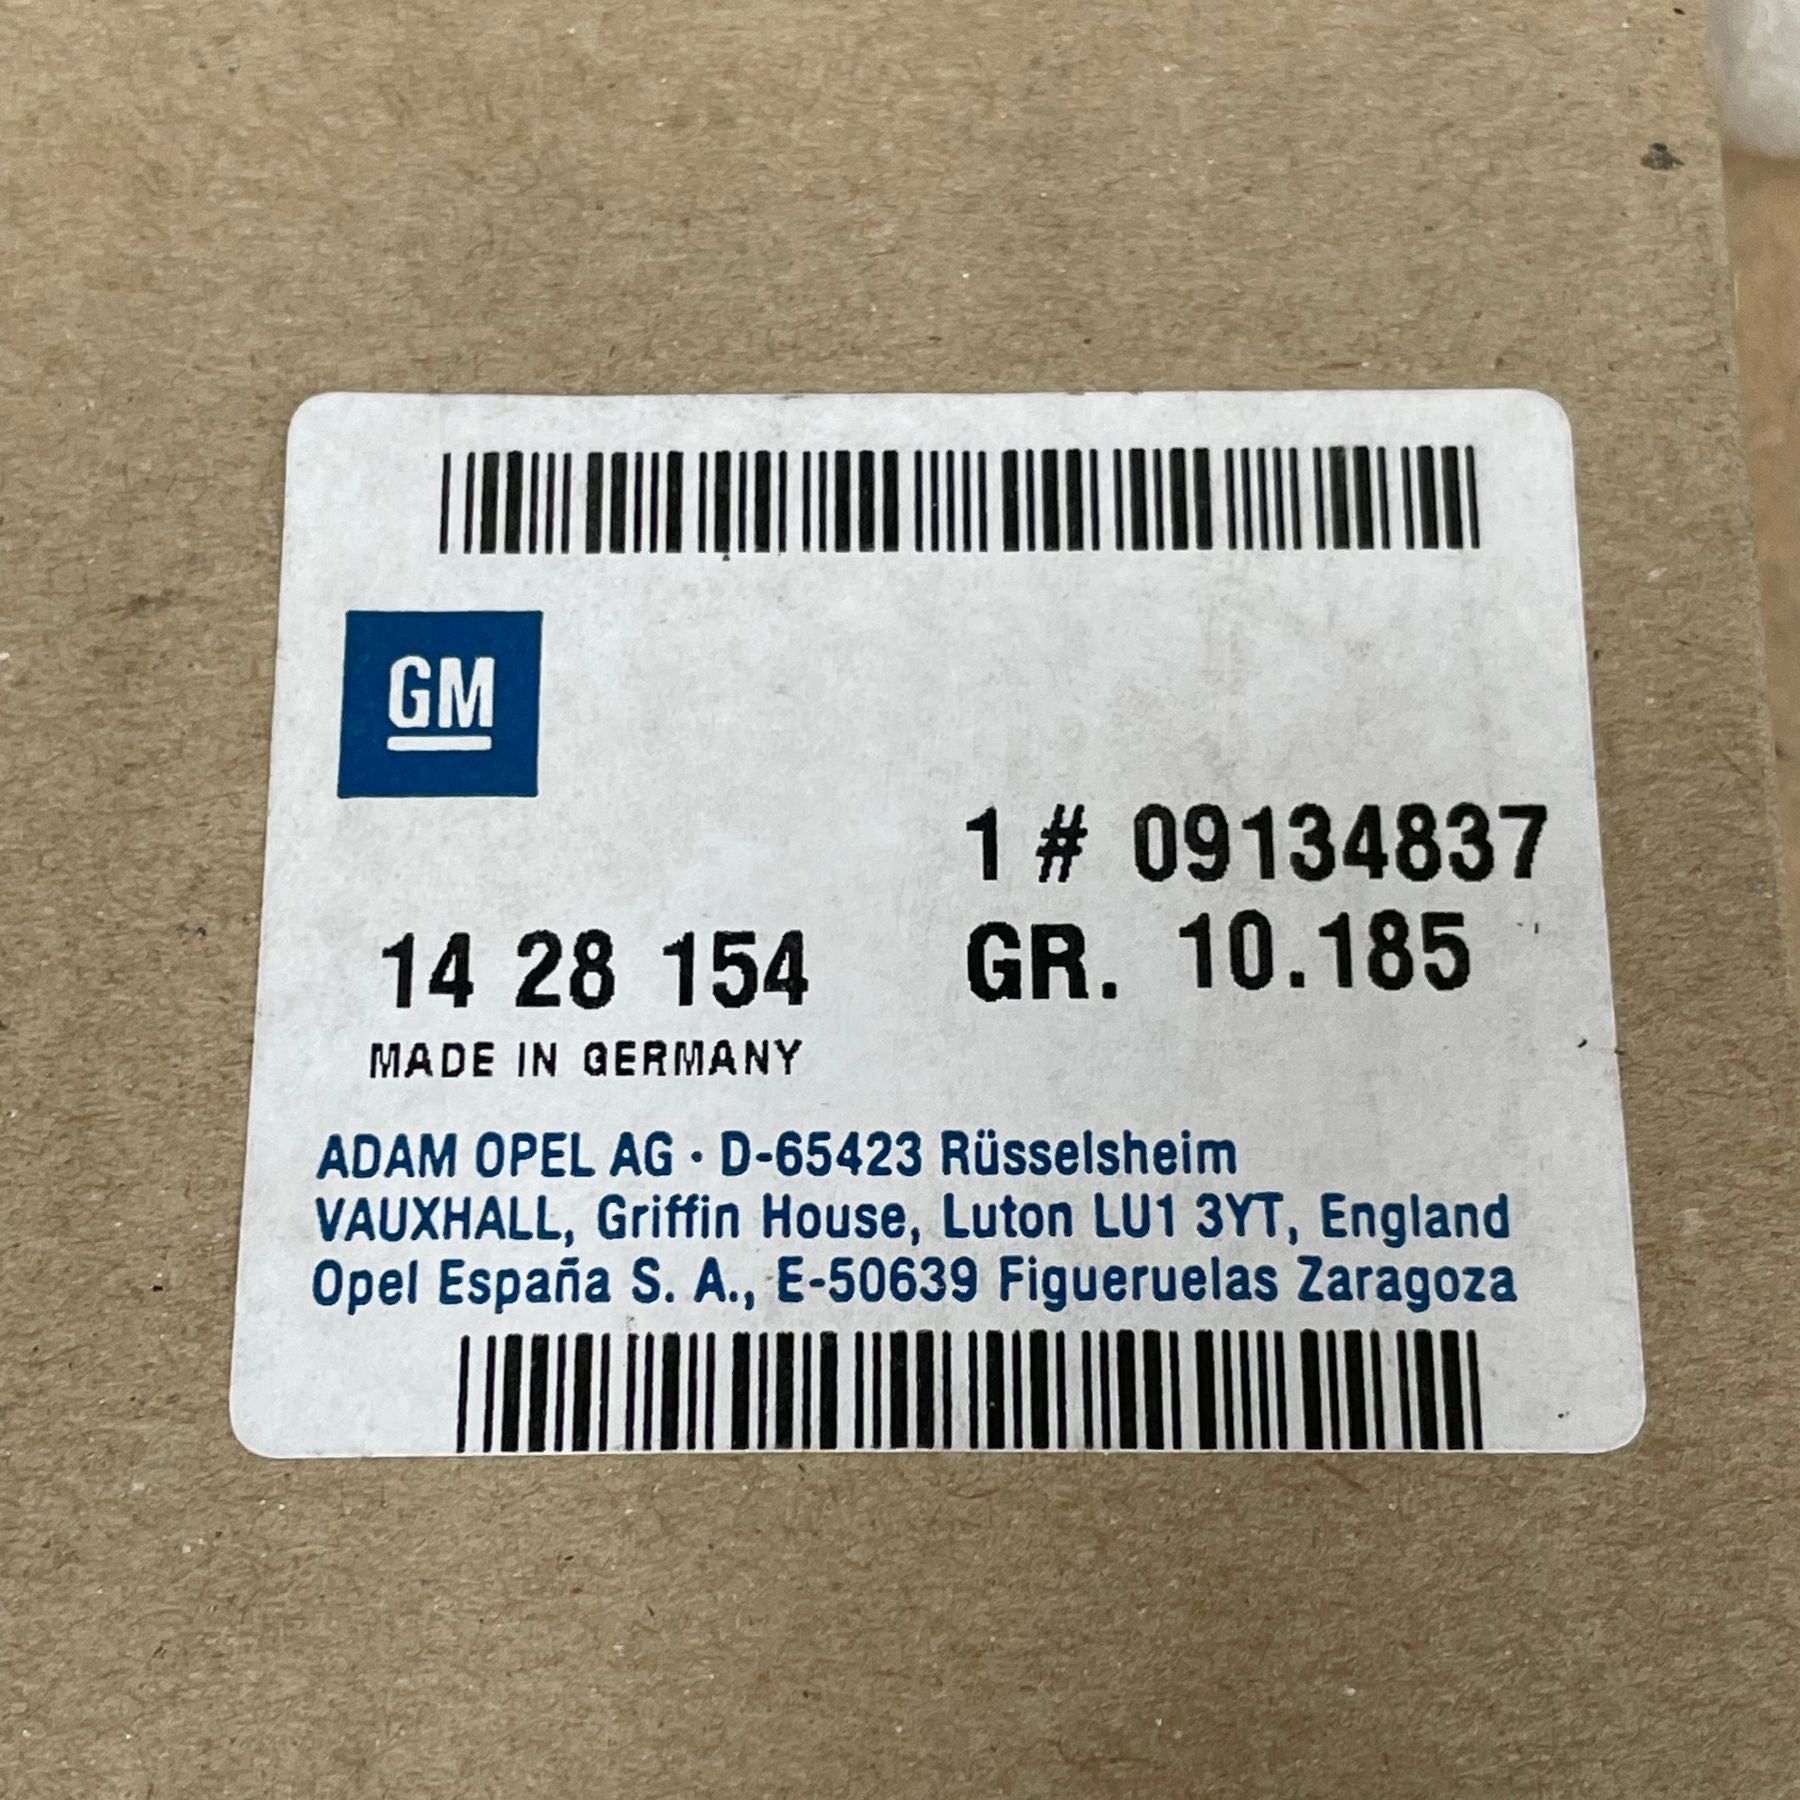 GM
1 # 09134837
14 28 154 GR. 10.185
MADE IN GERMANY
ADAM OPEL AG · D-65423 Rüsselsheim
VAUXHALL, Griffin House, Luton LU1 3YT, England
Opel España S. A., E-50639 Figueruelas Zaragoza